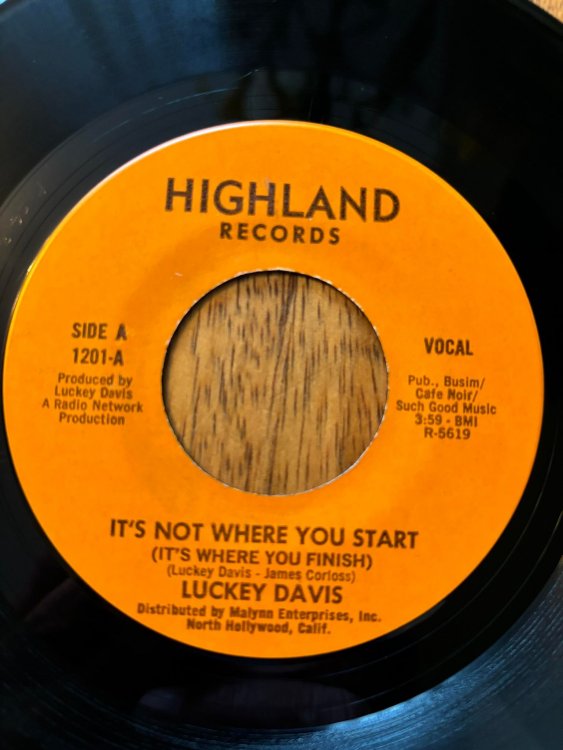 HIGHLAND
RECORDS
SIDE A
1201-A
Produced by
Luckey Davis
A Radio Network
Production
VOCAL
Pub., Busim/
Cafe Noir/
Such Good Music
3:59 - BMI
R-5619
IT'S NOT WHERE YOU START
(IT'S WHERE YOU FINISH)
(Luckey Davis - James Corloss)
LUCKEY DAVIS
Distributed by Malynn Enterprises, Inc.
North Hollywood, Calif.